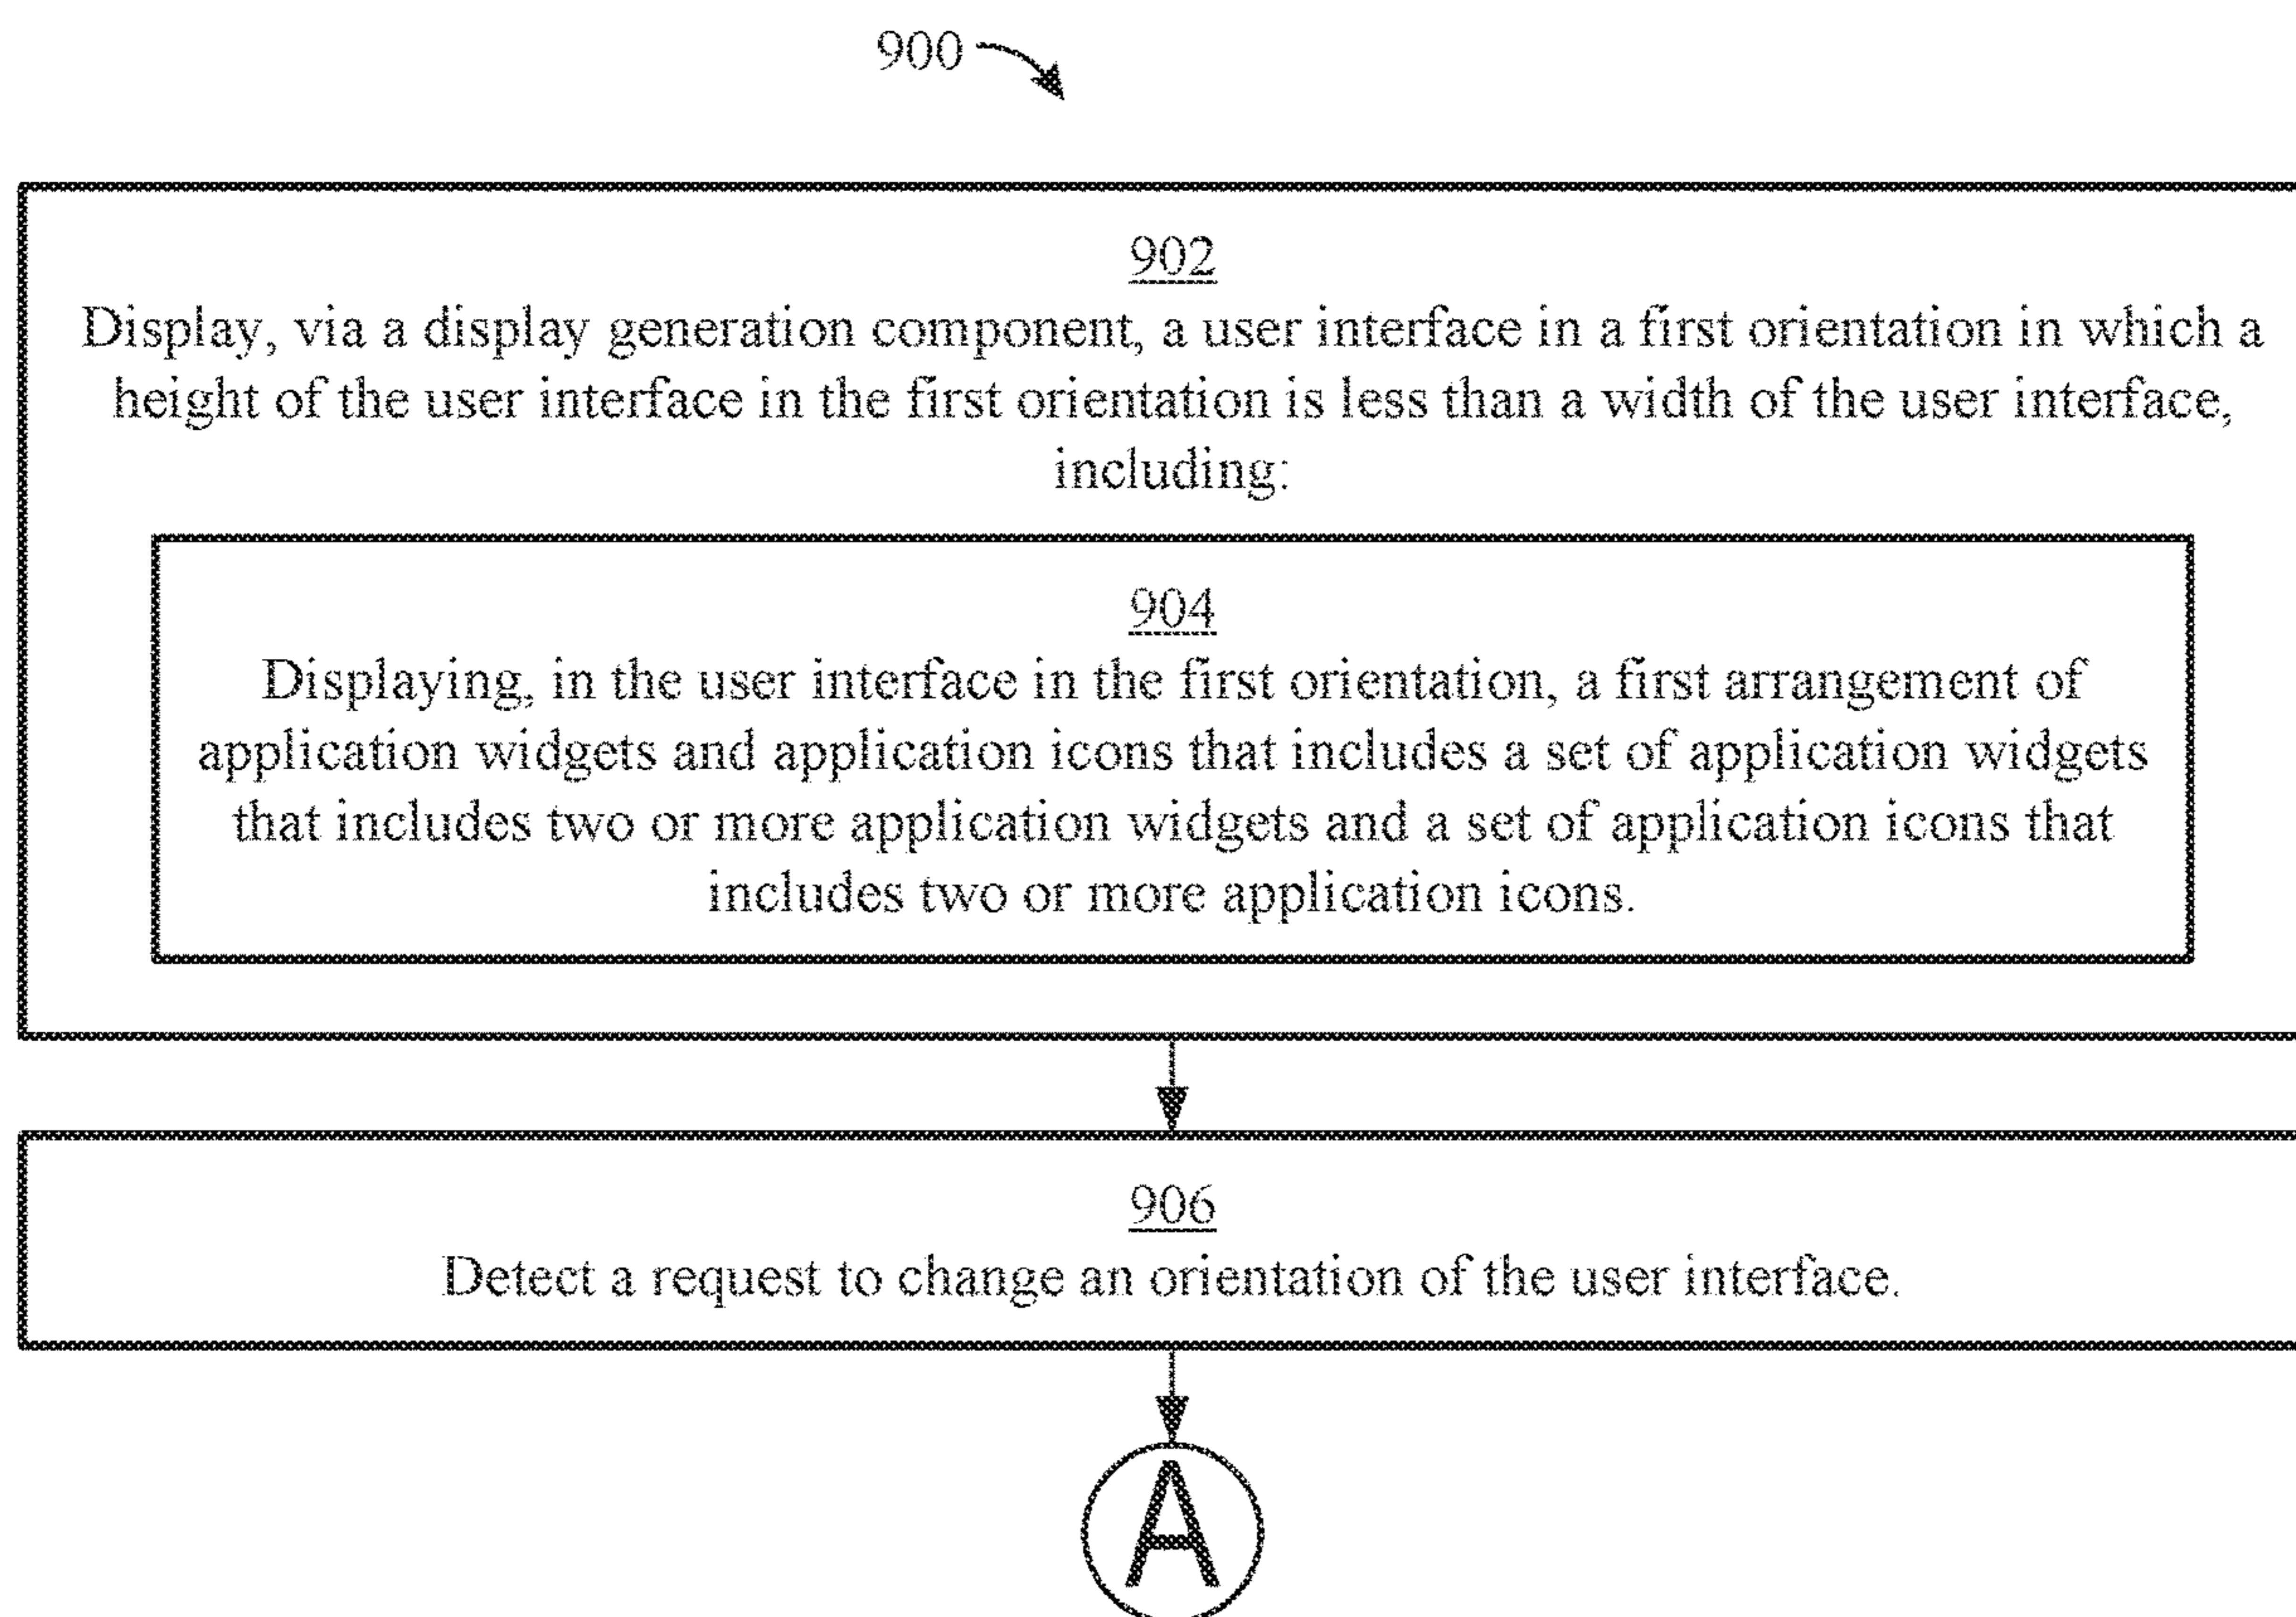 900
902
Display, via a display generation component, a user interface in a first orientation in which a
height of the user interface in the first orientation is less than a width of the user interface,
including:
904
Displaying, in the user interface in the first orientation, a first arrangement of
application widgets and application icons that includes a set of application widgets
that includes two or more application widgets and a set of application icons that
includes two or more application icons.
906
Detect a request to change an orientation of the user interface.
A